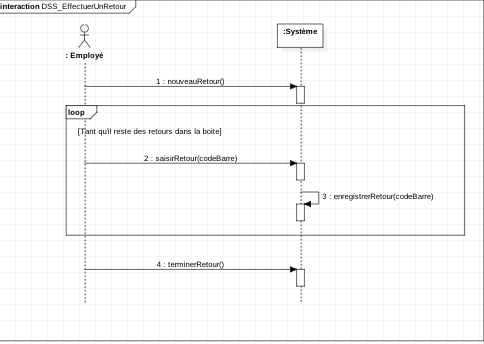 interaction DSS_EffectuerUnRetour
: Employé
:Système
1 : nouveauRetour()
loop
[Tant qu'il reste des retours dans la boite]
2 : saisirRetour(codeBarre)
3 : enregistrerRetour(codeBarre)
4 : terminerRetour()